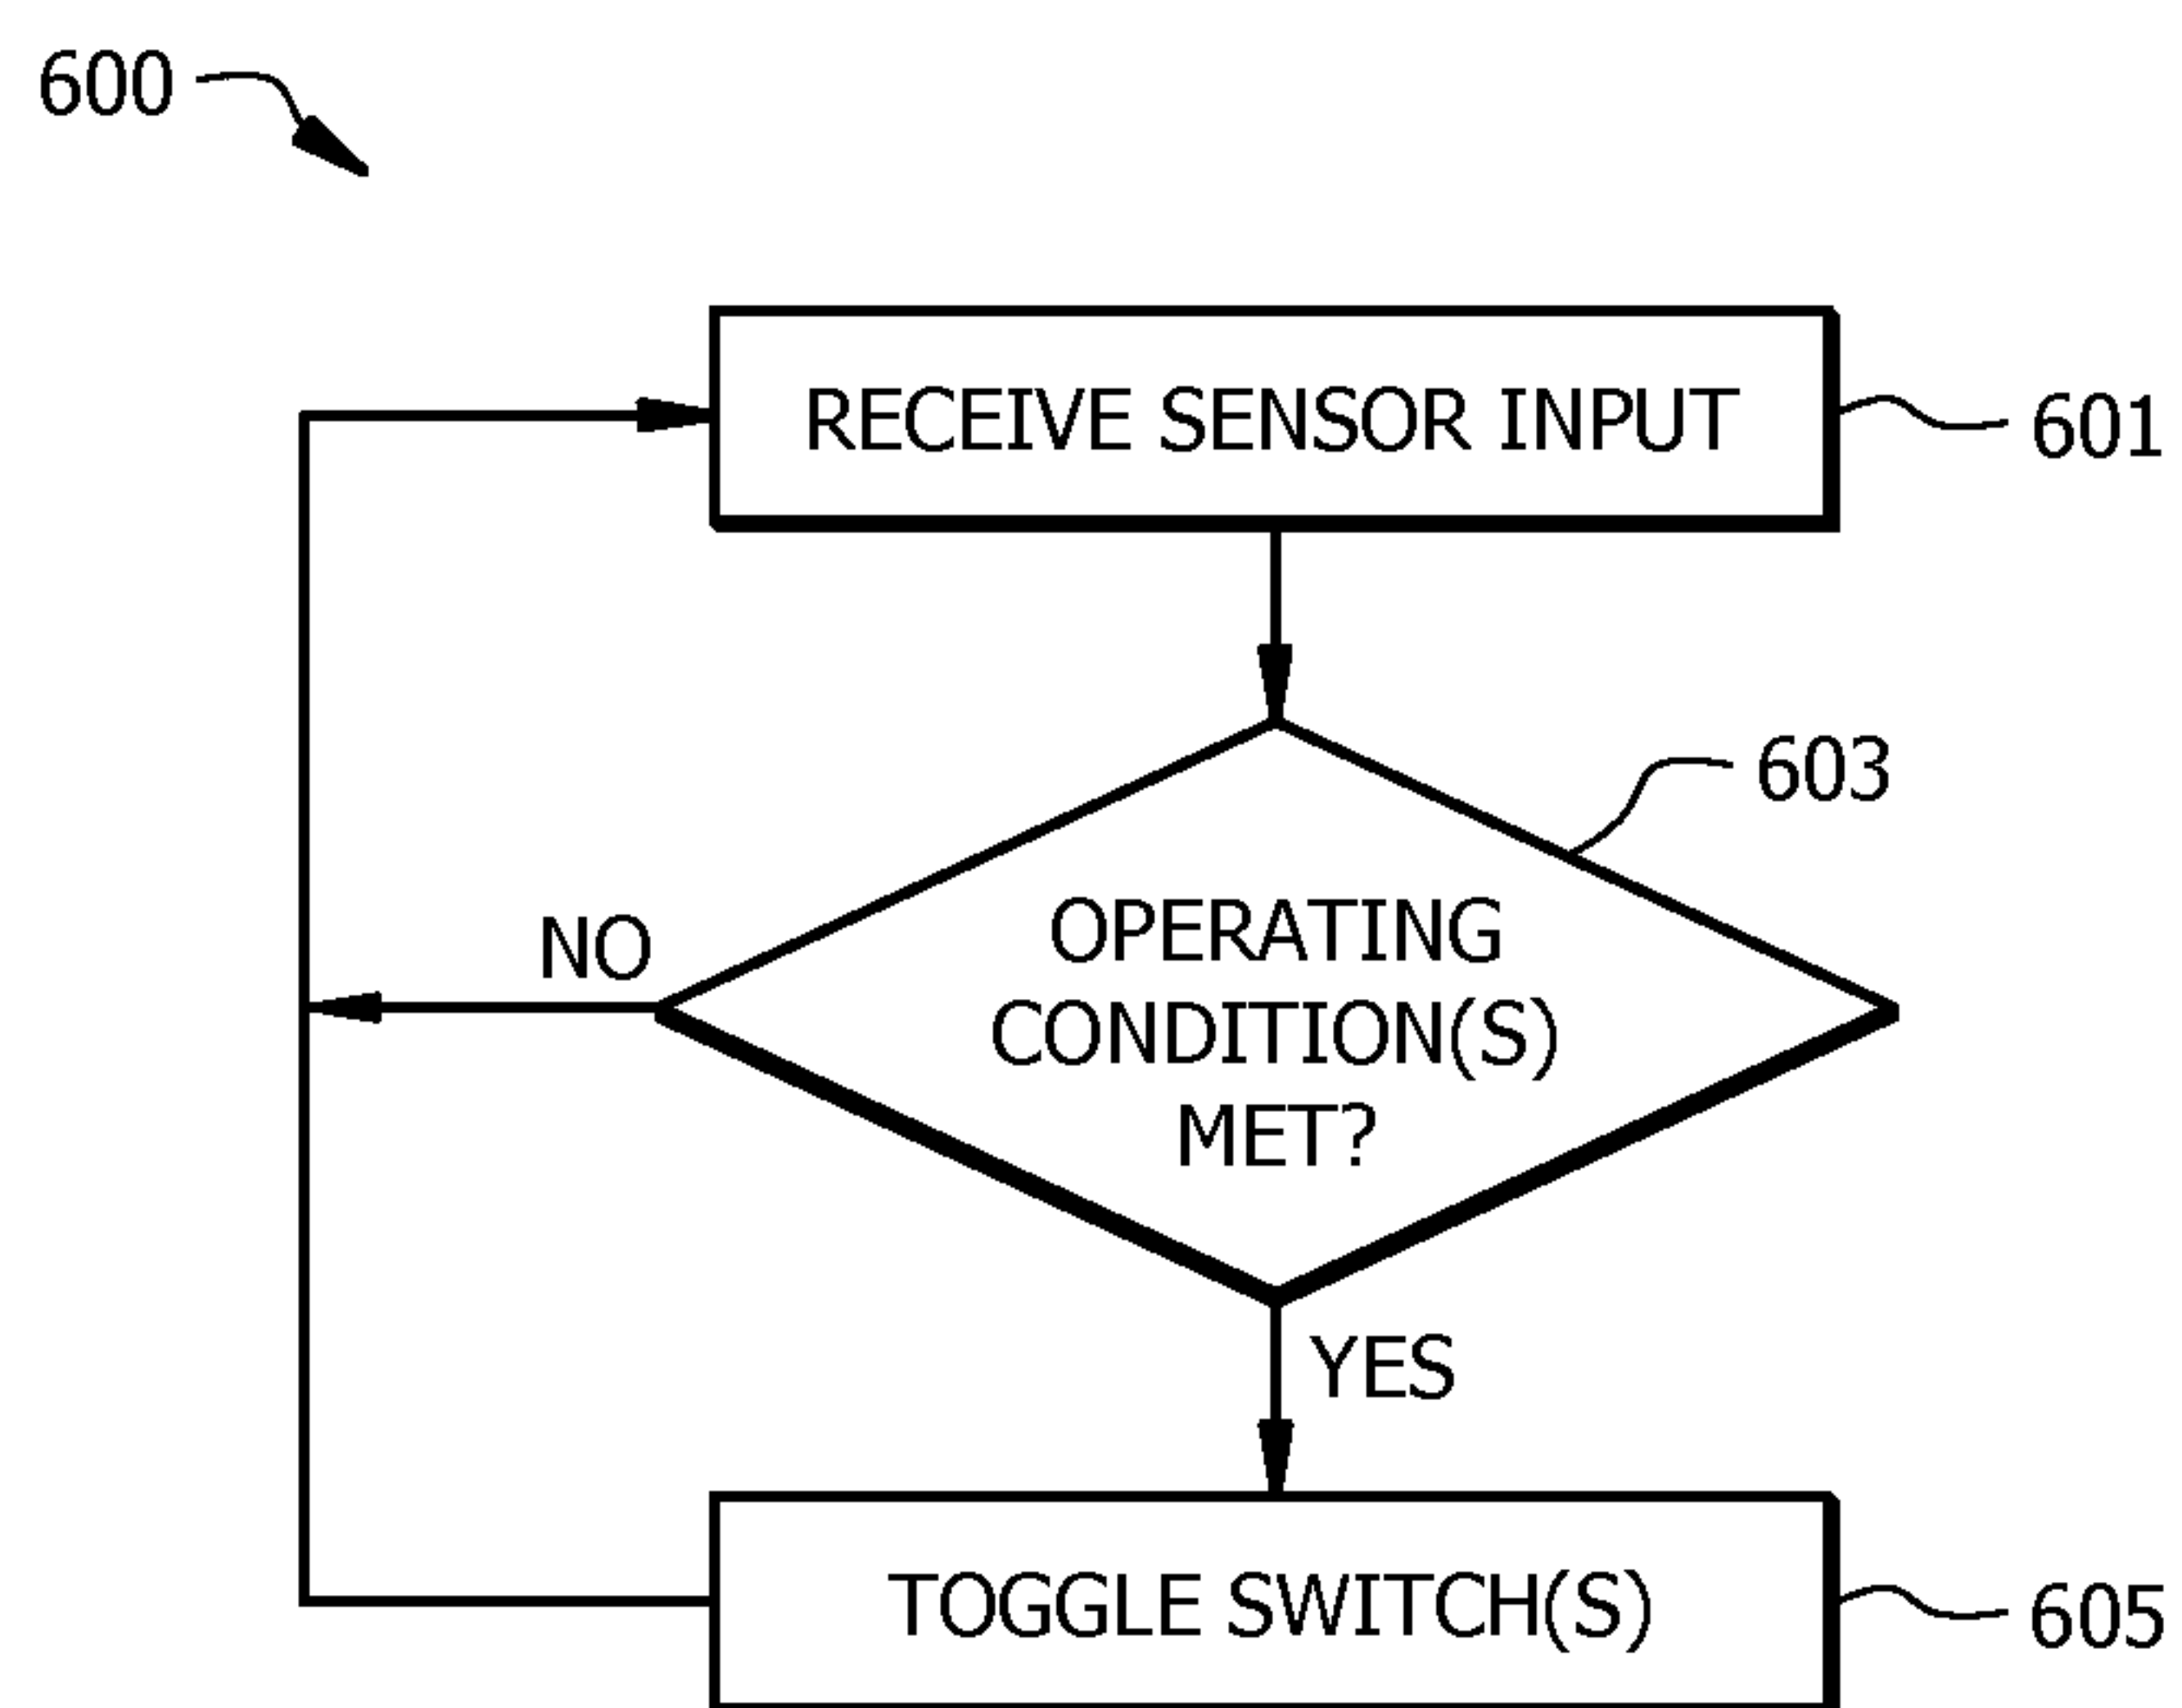 600
RECEIVE SENSOR INPUT
601
603
OPERATING
CONDITION(S)
MET?
NO
YES
TOGGLE SWITCH(S)
605